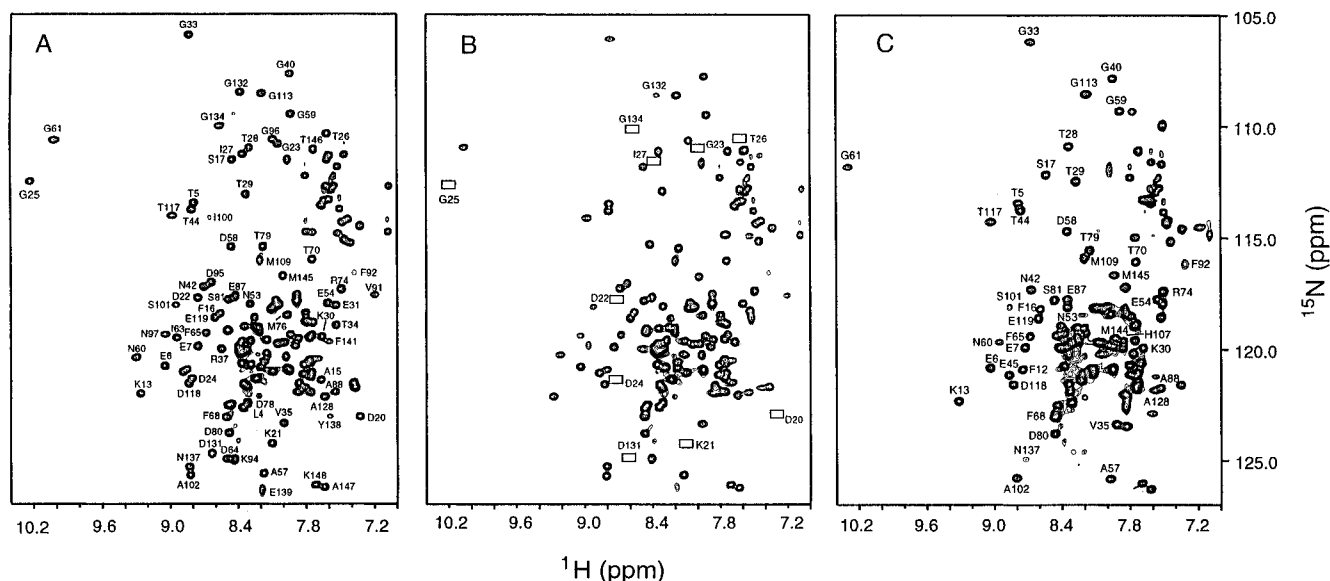 A
G33
G40
G132
G113
G134
G59
G61
T28
G96
T146
T26
I27
G23
S17
G25
T29
T5
I100
T117
T44
D58
T79
T70
M109
F92
D95
M145
N42
R74
V91
D22
S81
E87
N53
E54
S101
F16
E31
E119
M76
K30
N97
I63
F65
T34
E7
F141
N60
E6
R37
D24
A15
D118
A88
K13
D78
L4
V35
A128
Y138
D20
F68
D80
K21
D131
D64
K94
N137
A57
K148
A102
E139
A147
10.2 9.6 9.0 8.4 7.8 7.2
B
G132
G134
G23
T26
I27
G25
D22
D24
D20
D131
K21
10.2 9.6 9.0 8.4 7.8 7.2
C
G33
G40
G113
G59
G61
T28
S17
T29
T5
T117
T44
D58
T79
T70
M109
F92
N42
M145
S81
E87
R74
S101
F16
E54
E119
N53
M144
H107
F65
N60
E7
K30
E6
E45
F12
D118
A88
K13
A128
F68
V35
D80
N137
A102
A57
10.2 9.6 9.0 8.4 7.8 7.2
105.0
110.0
115.0
120.0
125.0
15N (ppm)
1H (ppm)